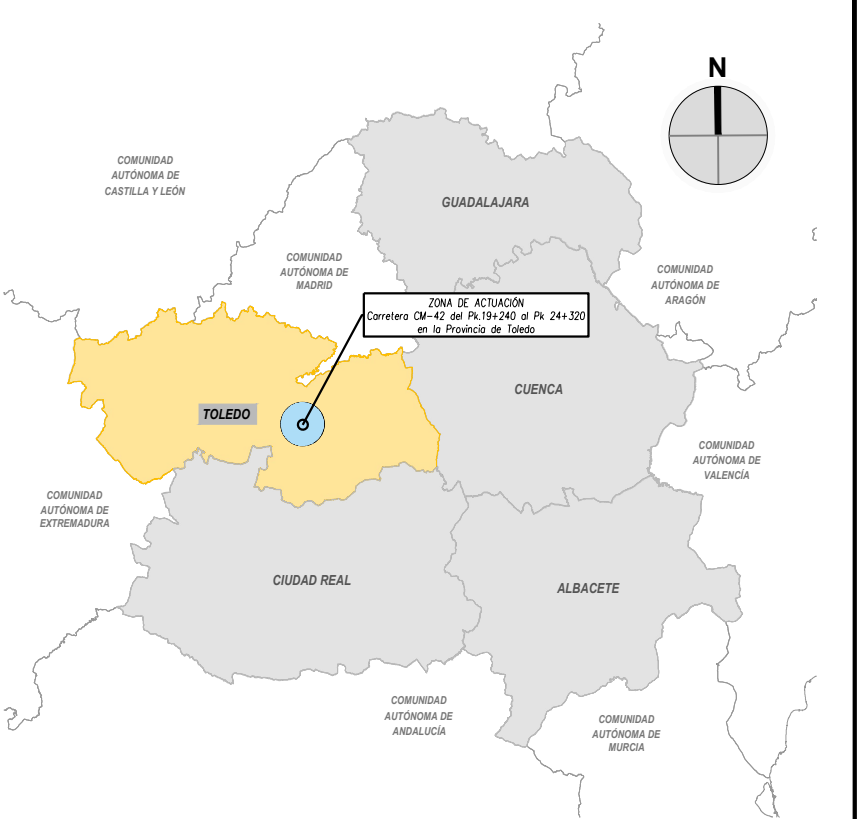 N
COMUNIDAD
AUTÓNOMA DE
CASTILLA Y LEÓN
GUADALAJARA
COMUNIDAD
AUTÓNOMA DE
MADRID
COMUNIDAD
AUTÓNOMA DE
ARAGÓN
ZONA DE ACTUACIÓN
Carretera CM-42 del Pk.19+240 al Pk 24+320
en la Provincia de Toledo
CUENCA
TOLEDO
COMUNIDAD
AUTÓNOMA DE
VALENCÍA
COMUNIDAD
AUTÓNOMA DE
EXTREMADURA
CIUDAD REAL
ALBACETE
COMUNIDAD
AUTÓNOMA DE
ANDALUCÍA
COMUNIDAD
AUTÓNOMA DE
MURCIA